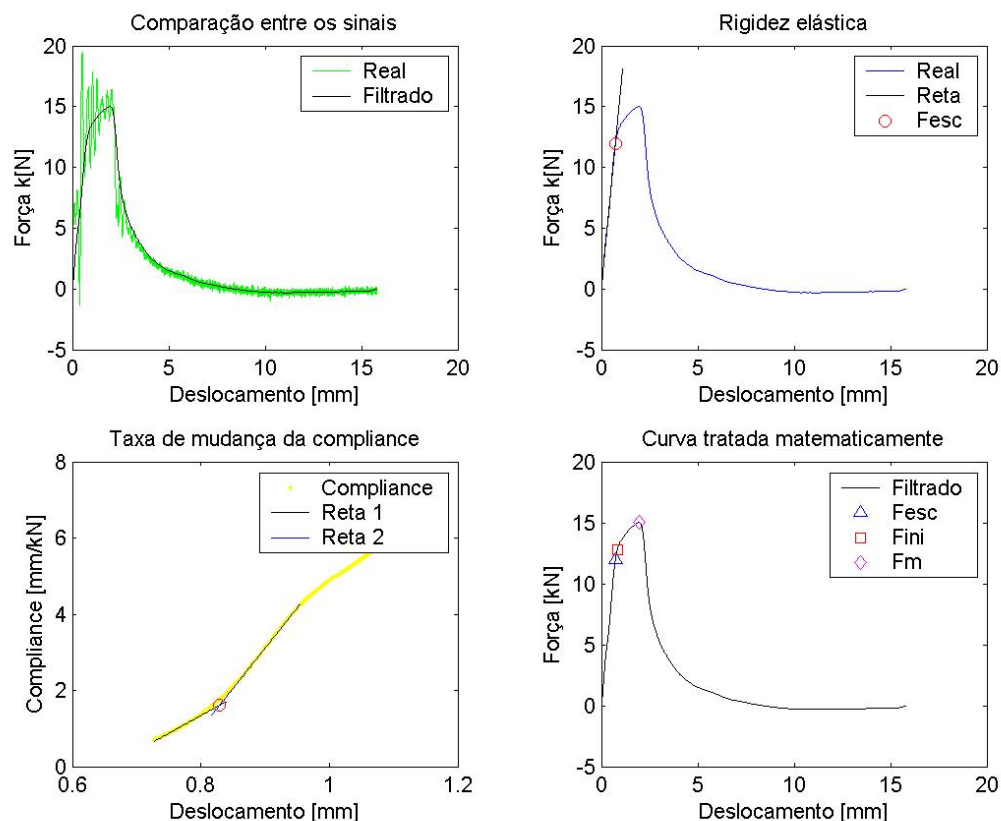 Comparação entre os sinais
20
15
10
5
0
-5
Força k[N]
Real
Filtrado
0 5 10 15 20
Deslocamento [mm]
Rigidez elástica
20
15
10
5
0
-5
Força k[N]
Real
Reta
Fesc
0 5 10 15 20
Deslocamento [mm]
Taxa de mudança da compliance
8
6
4
2
0
Compliance [mm/kN]
Compliance
Reta 1
Reta 2
0.6 0.8 1 1.2
Deslocamento [mm]
Curva tratada matematicamente
20
15
10
5
0
-5
Força [kN]
Filtrado
Fesc
Fini
Fm
0 5 10 15 20
Deslocamento [mm]